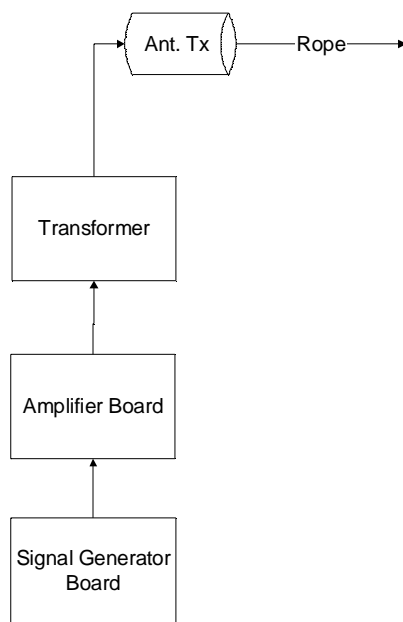 Ant. Tx
Rope
Transformer
Amplifier Board
Signal Generator
Board